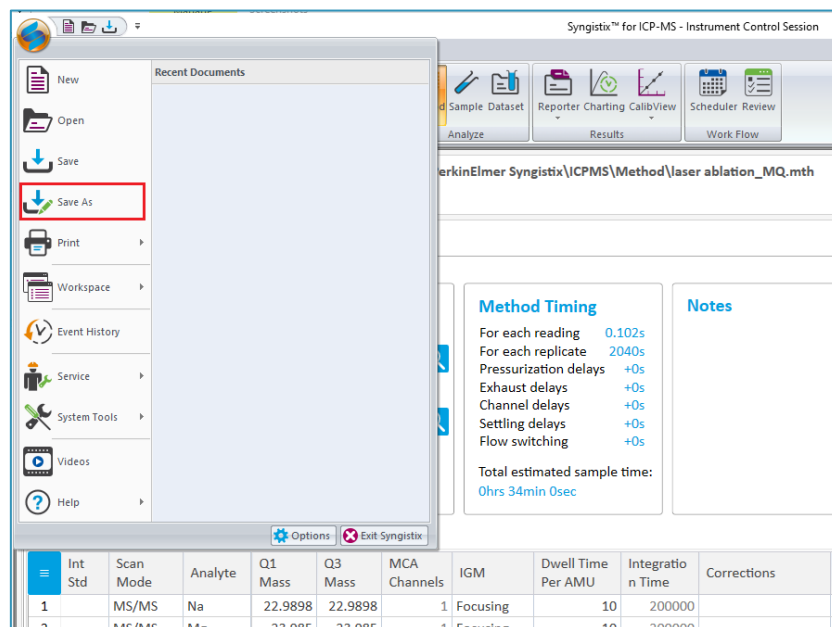 Syngistix™ for ICP-MS - Instrument Control Session
New
Open
Save
Save As
Print
Workspace
Event History
Service
System Tools
Videos
Help
Recent Documents
Options
Exit Syngistix
Sample Dataset
Analyze
Reporter Charting CalibView
Results
Scheduler Review
Work Flow
erkinElmer Syngistix\ICPMS\Method\laser ablation_MQ.mth
Method Timing
For each reading 0.102s
For each replicate 2040s
Pressurization delays +0s
Exhaust delays +0s
Channel delays +0s
Settling delays +0s
Flow switching +0s
Total estimated sample time:
0hrs 34min 0sec
Notes
Int Std
Scan Mode
Analyte
Q1 Mass
Q3 Mass
MCA Channels
IGM
Dwell Time Per AMU
Integratio n Time
Corrections
1 MS/MS Na 22.9898 22.9898 1 Focusing 10 200000